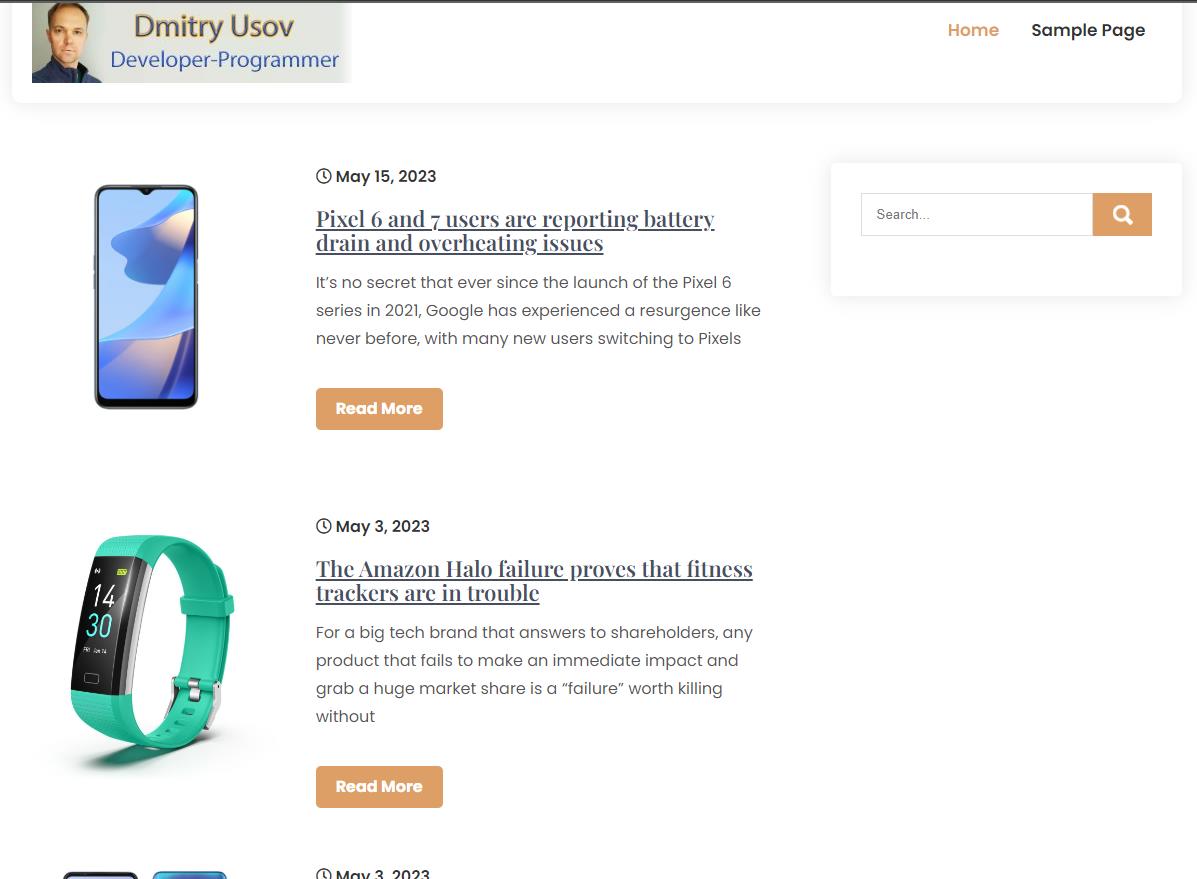 Dmitry Usov
Developer-Programmer
Home
Sample Page
May 15, 2023
Pixel 6 and 7 users are reporting battery
drain and overheating issues
It’s no secret that ever since the launch of the Pixel 6
series in 2021, Google has experienced a resurgence like
never before, with many new users switching to Pixels
Read More
Search...
May 3, 2023
The Amazon Halo failure proves that fitness
trackers are in trouble
For a big tech brand that answers to shareholders, any
product that fails to make an immediate impact and
grab a huge market share is a “failure” worth killing
without
Read More
14
30
FRI Jun 14
May 3, 2023